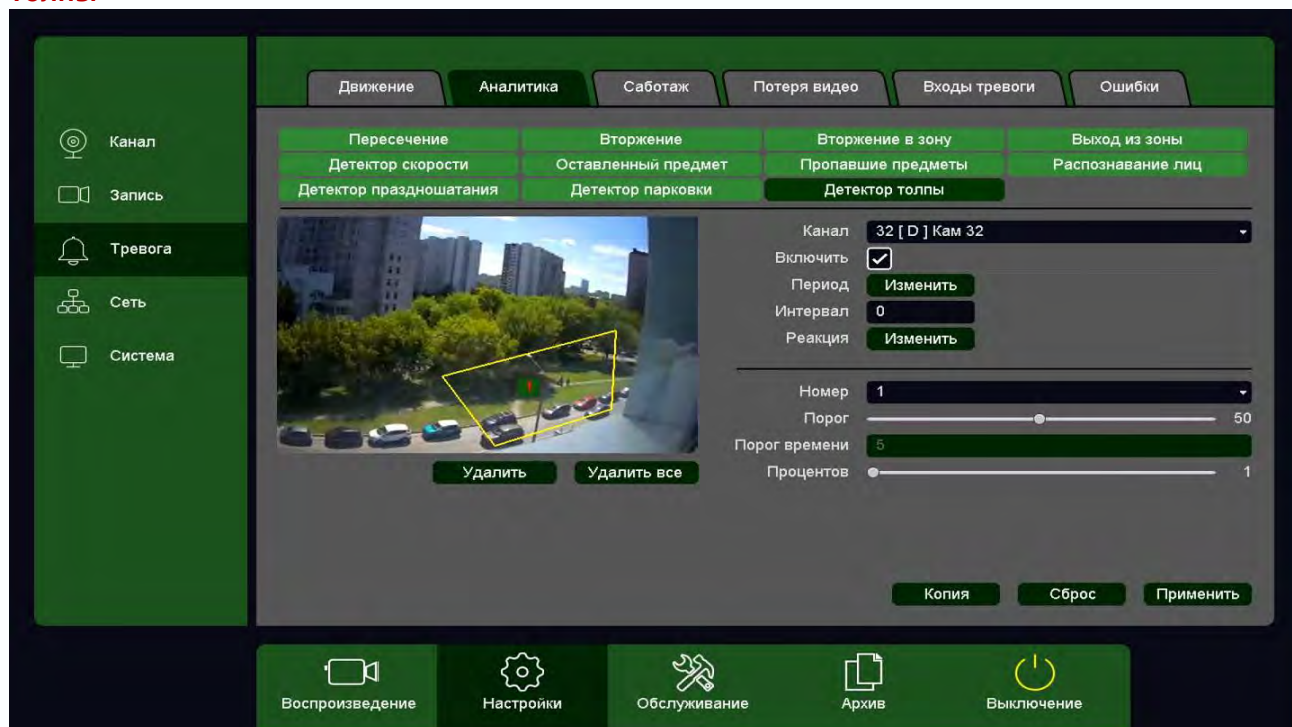 Движение Аналитика Саботаж Потеря видео Входы тревоги Ошибки
Канал
Запись
Тревога
Сеть
Система
Пересечение Вторжение Вторжение в зону Выход из зоны
Детектор скорости Оставленный предмет Пропавшие предметы Распознавание лиц
Детектор праздношатания Детектор парковки Детектор толпы
Канал 32 [ D ] Кам 32
Включить
Период Изменить
Интервал 0
Реакция Изменить
Номер 1
Порог 50
Порог времени 5
Процентов 1
1
Удалить Удалить все
Копия Сброс Применить
Воспроизведение Настройки Обслуживание Архив Выключение